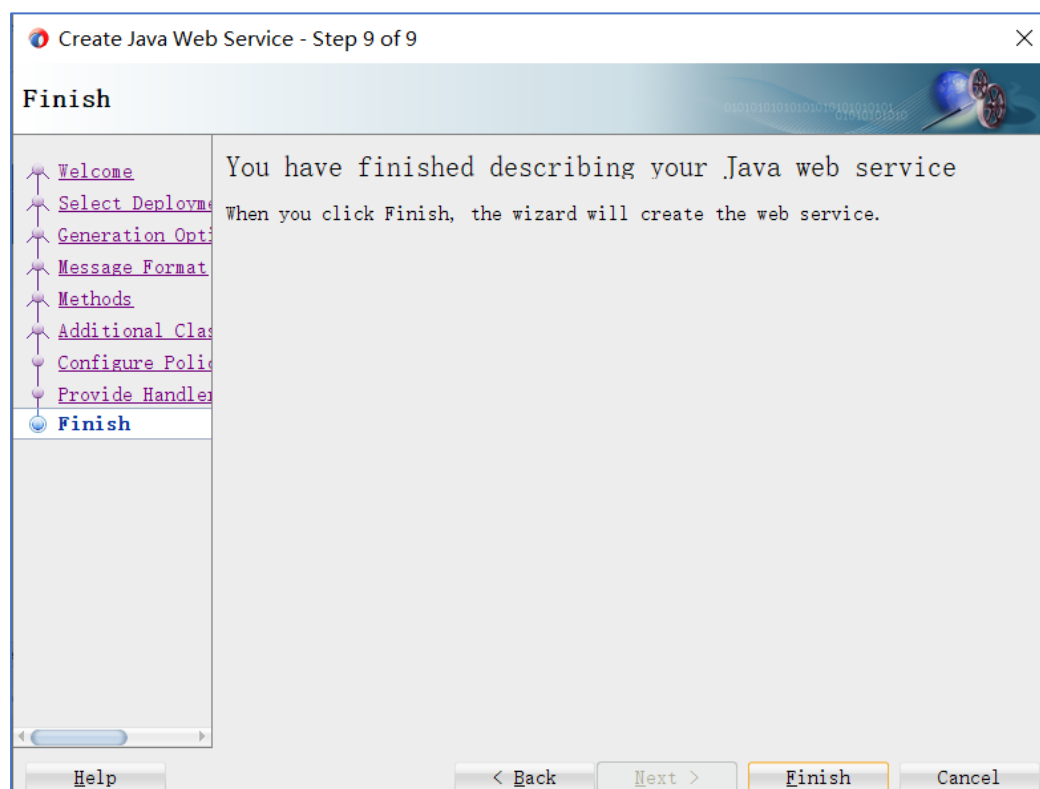 Create Java Web Service - Step 9 of 9
Finish
010101010101010101010101
01010101010
Welcome
Select Deployme
Generation Opti
Message Format
Methods
Additional Clas
Configure Polic
Provide Handler
Finish
You have finished describing your Java web service
When you click Finish, the wizard will create the web service.
Help
< Back
Next >
Finish
Cancel